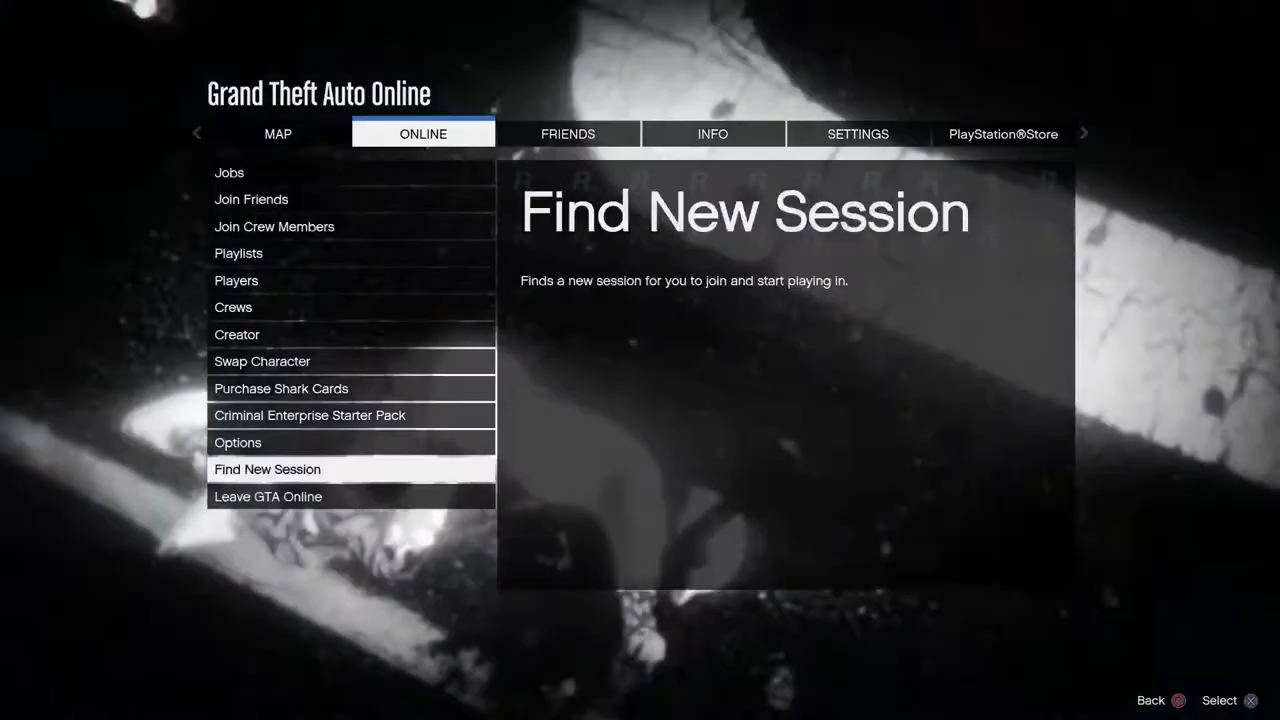 Grand Theft Auto Online
MAP
ONLINE
FRIENDS
INFO
SETTINGS
PlayStation®Store
Jobs
Join Friends
Join Crew Members
Playlists
Players
Crews
Creator
Swap Character
Purchase Shark Cards
Criminal Enterprise Starter Pack
Options
Find New Session
Leave GTA Online
Find New Session
Finds a new session for you to join and start playing in.
Back
Select